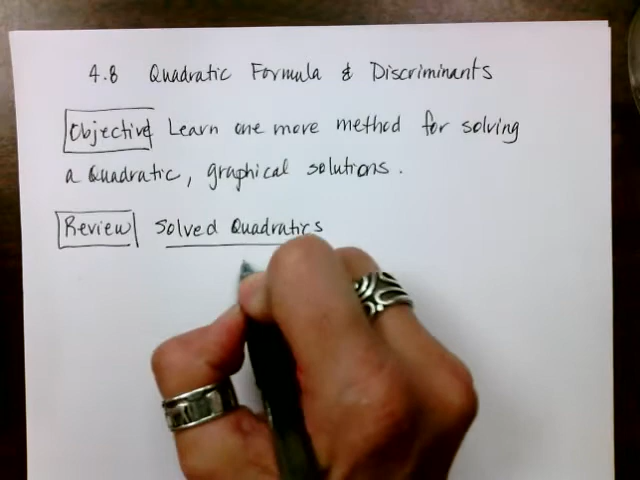 4.8 Quadratic Formula & Discriminants
Objective Learn one more method for solving
a Quadratic, graphical solutions.
Review Solved Quadratics